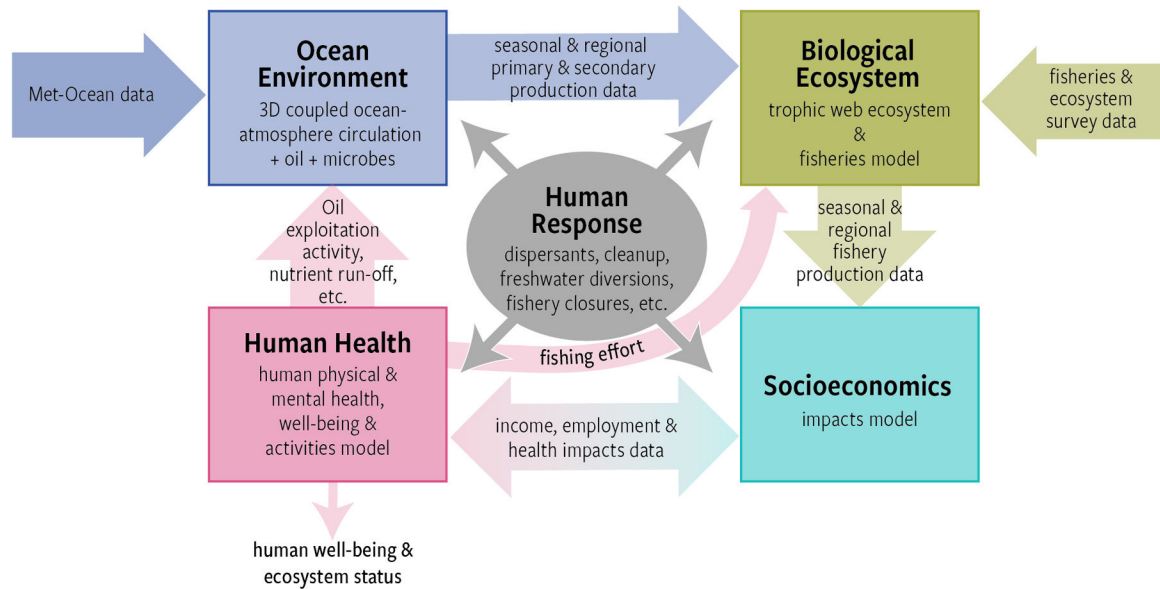 Met-Ocean data
Ocean
Environment
3D coupled ocean-
atmosphere circulation
+ oil + microbes
seasonal & regional
primary & secondary
production data
Biological
Ecosystem
trophic web ecosystem
&
fisheries model
fisheries &
ecosystem
survey data
Human
Response
dispersants, cleanup,
freshwater diversions,
fishery closures, etc.
Oil
exploitation
activity,
nutrient run-off,
etc.
seasonal &
regional
fishery
production data
Human Health
human physical &
mental health,
well-being &
activities model
fishing effort
income, employment &
health impacts data
Socioeconomics
impacts model
human well-being &
ecosystem status